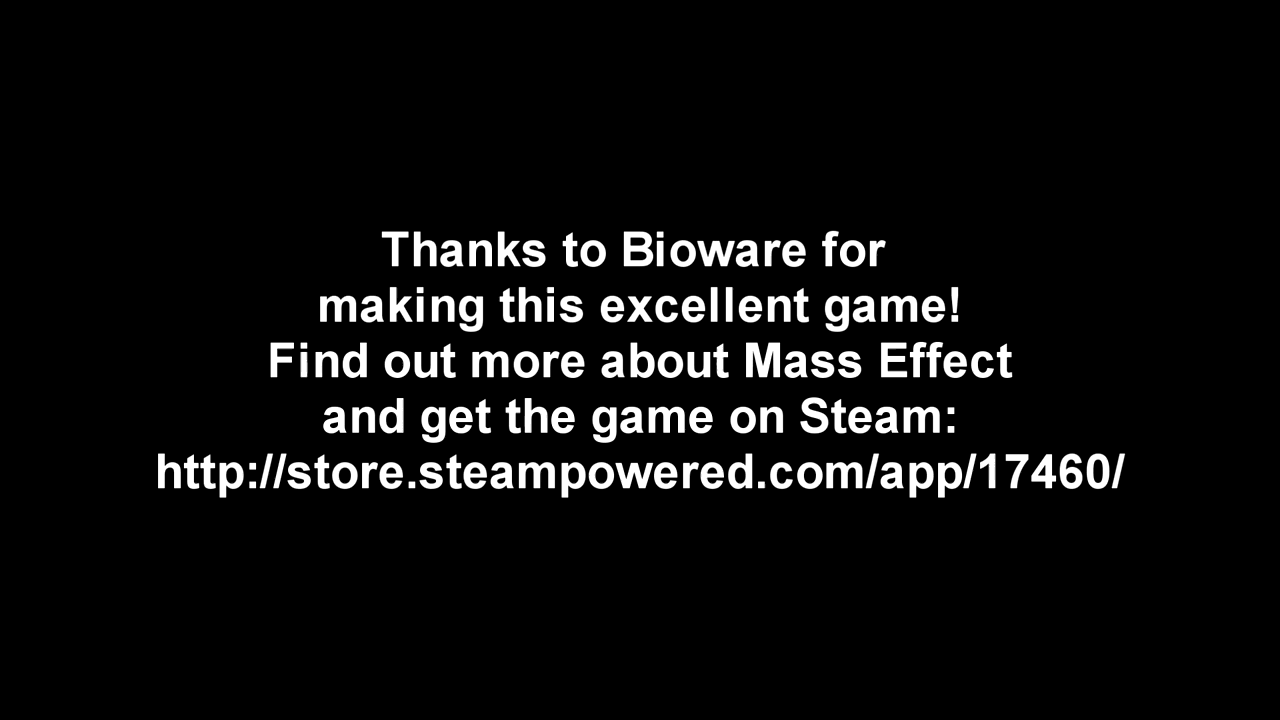 Thanks to Bioware for
making this excellent game!
Find out more about Mass Effect
and get the game on Steam:
http://store.steampowered.com/app/17460/